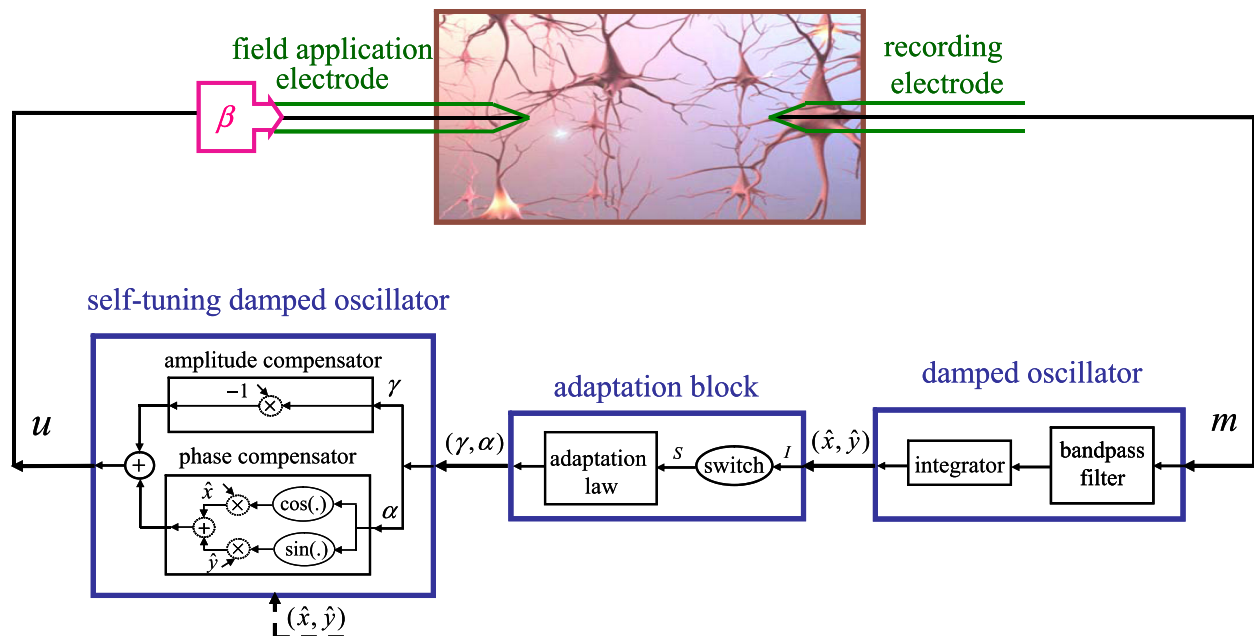 field application
electrode
recording
electrode
β
self-tuning damped oscillator
amplitude compensator
−1 × γ
u
+
phase compensator
x̂ × cos(.)
+ α
ŷ × sin(.)
(x̂, ŷ)
(γ, α)
adaptation block
adaptation
law
S switch I
(x̂, ŷ)
damped oscillator
integrator
bandpass
filter
m